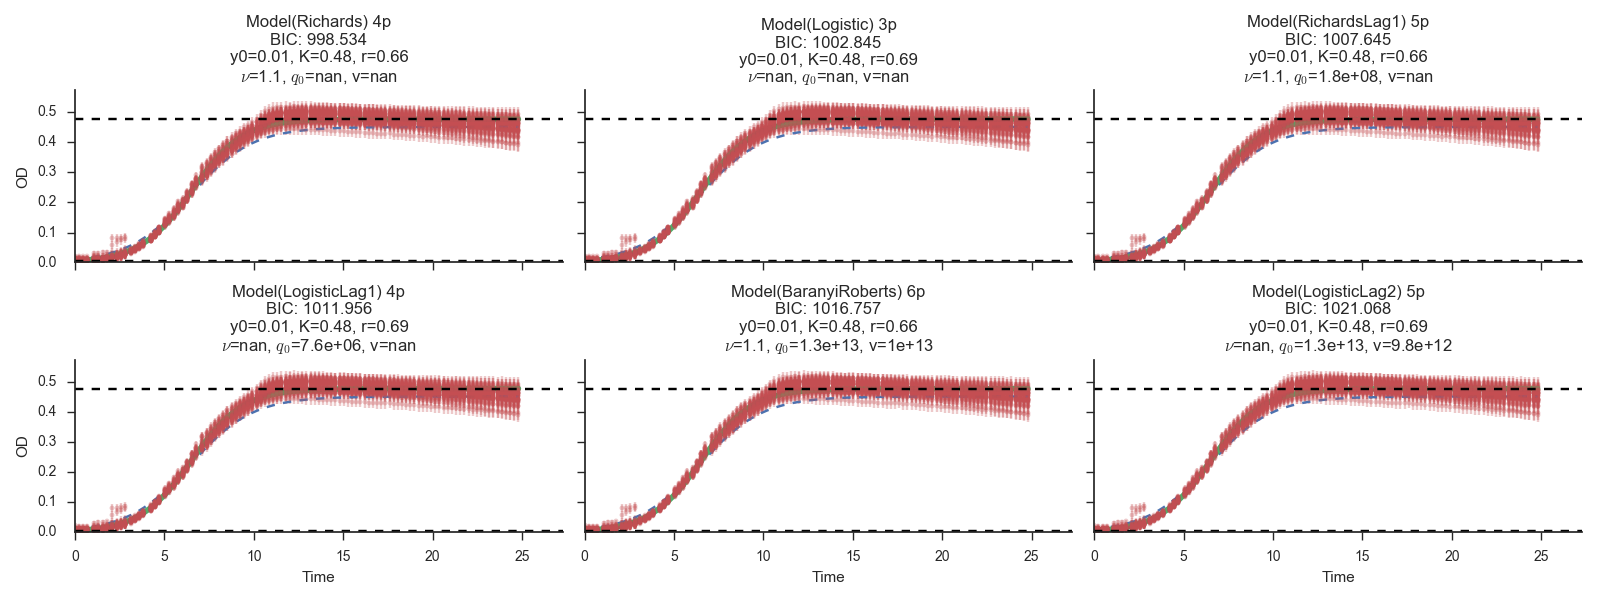 Model(Richards) 4p
BIC: 998.534
y0=0.01, K=0.48, r=0.66
ν=1.1, q₀=nan, v=nan
Model(Logistic) 3p
BIC: 1002.845
y0=0.01, K=0.48, r=0.69
ν=nan, q₀=nan, v=nan
Model(RichardsLag1) 5p
BIC: 1007.645
y0=0.01, K=0.48, r=0.66
ν=1.1, q₀=1.8e+08, v=nan
OD
0.5
0.4
0.3
0.2
0.1
0.0
Model(LogisticLag1) 4p
BIC: 1011.956
y0=0.01, K=0.48, r=0.69
ν=nan, q₀=7.6e+06, v=nan
Model(BaranyiRoberts) 6p
BIC: 1016.757
y0=0.01, K=0.48, r=0.66
ν=1.1, q₀=1.3e+13, v=1e+13
Model(LogisticLag2) 5p
BIC: 1021.068
y0=0.01, K=0.48, r=0.69
ν=nan, q₀=1.3e+13, v=9.8e+12
OD
0.5
0.4
0.3
0.2
0.1
0.0
0 5 10 15 20 25
Time
0 5 10 15 20 25
Time
0 5 10 15 20 25
Time